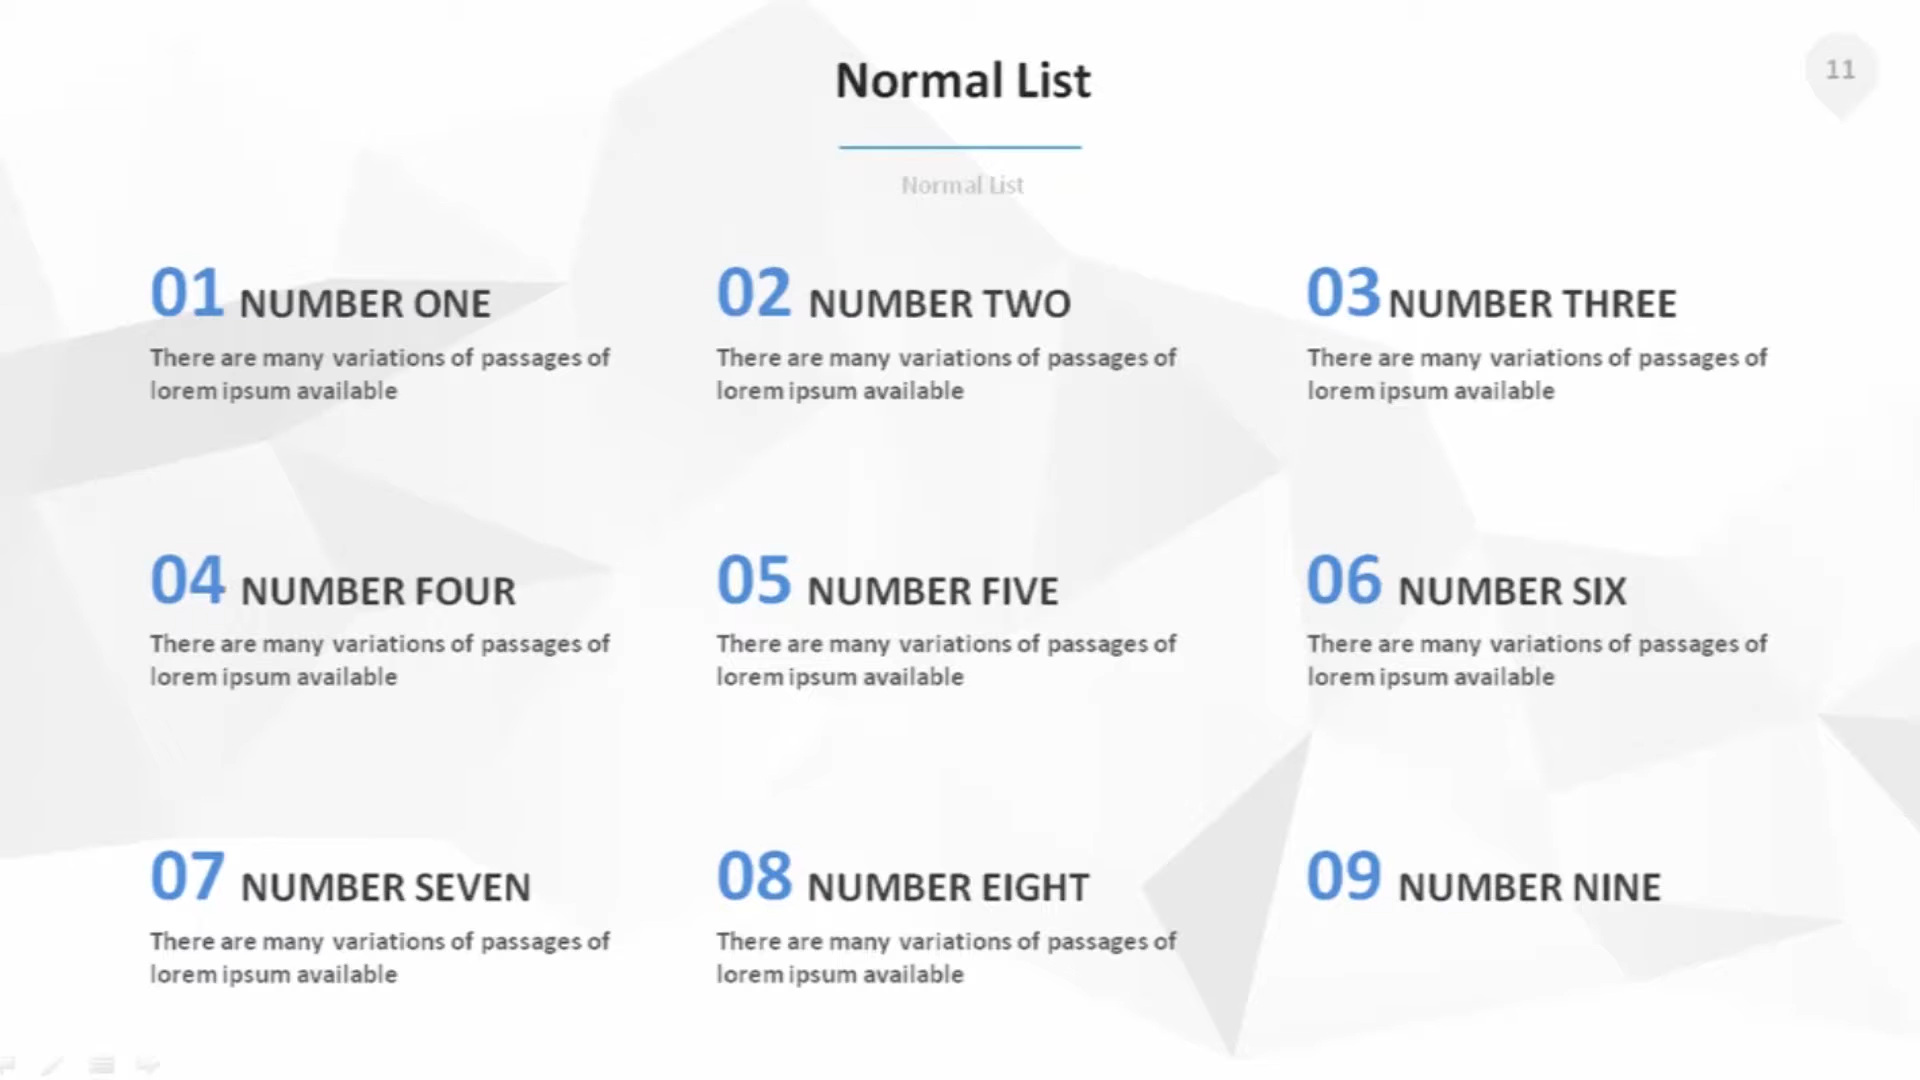 Normal List
11
Normal List
01 NUMBER ONE
There are many variations of passages of
lorem ipsum available
02 NUMBER TWO
There are many variations of passages of
lorem ipsum available
03 NUMBER THREE
There are many variations of passages of
lorem ipsum available
04 NUMBER FOUR
There are many variations of passages of
lorem ipsum available
05 NUMBER FIVE
There are many variations of passages of
lorem ipsum available
06 NUMBER SIX
There are many variations of passages of
lorem ipsum available
07 NUMBER SEVEN
There are many variations of passages of
lorem ipsum available
08 NUMBER EIGHT
There are many variations of passages of
lorem ipsum available
09 NUMBER NINE